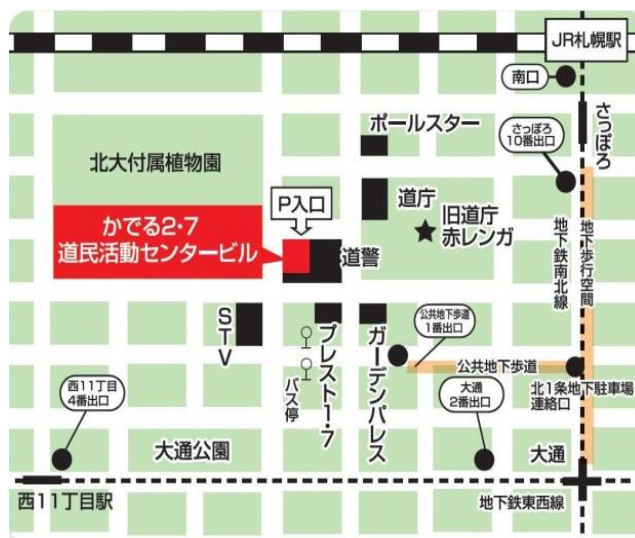 JR札幌駅
南口
さっぽろ
さっぽろ
10番出口
ポールスター
北大付属植物園
P入口
道庁
旧道庁
赤レンガ
かでる2・7
道民活動センタービル
道警
地下鉄南北線
地下歩行空間
STV
プレスト1・7
ガーデンパレス
バス停
公共地下歩道
1番出口
公共地下歩道
北1条地下駐車場
連絡口
西11丁目
4番出口
大通
2番出口
大通公園
大通
西11丁目駅
地下鉄東西線